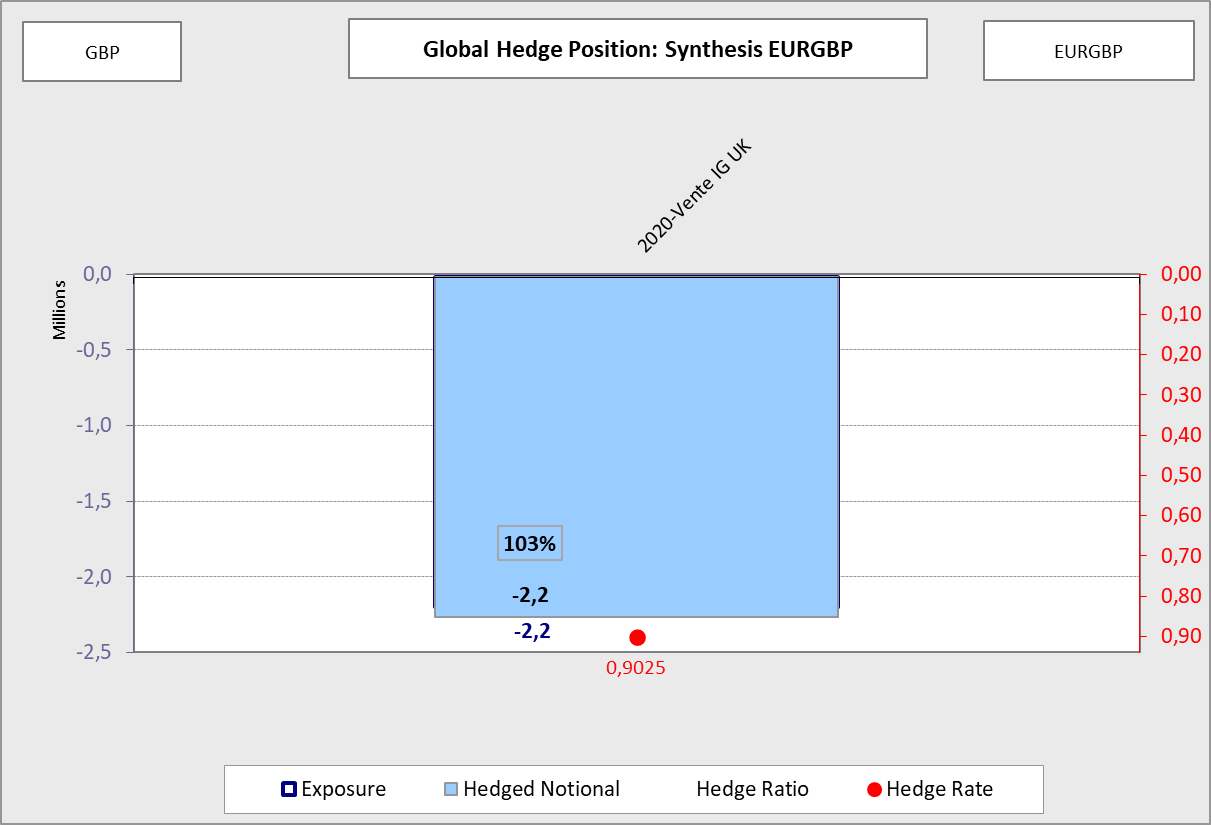 GBP
Global Hedge Position: Synthesis EURGBP
EURGBP
2020-Vente IG UK
Millions
0,0
-0,5
-1,0
-1,5
-2,0
-2,5
0,00
0,10
0,20
0,30
0,40
0,50
0,60
0,70
0,80
0,90
103%
-2,2
-2,2
0,9025
Exposure
Hedged Notional
Hedge Ratio
Hedge Rate